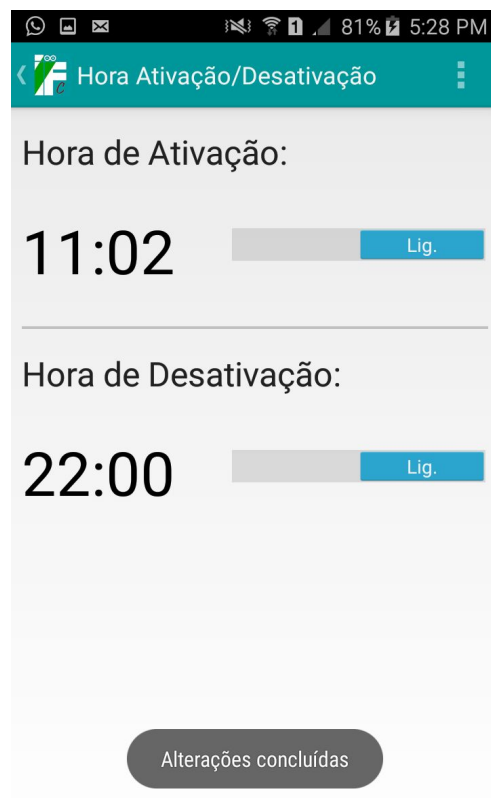 1 81% 5:28 PM
∞ F C Hora Ativação/Desativação
Hora de Ativação:
11:02 Lig.
Hora de Desativação:
22:00 Lig.
Alterações concluídas